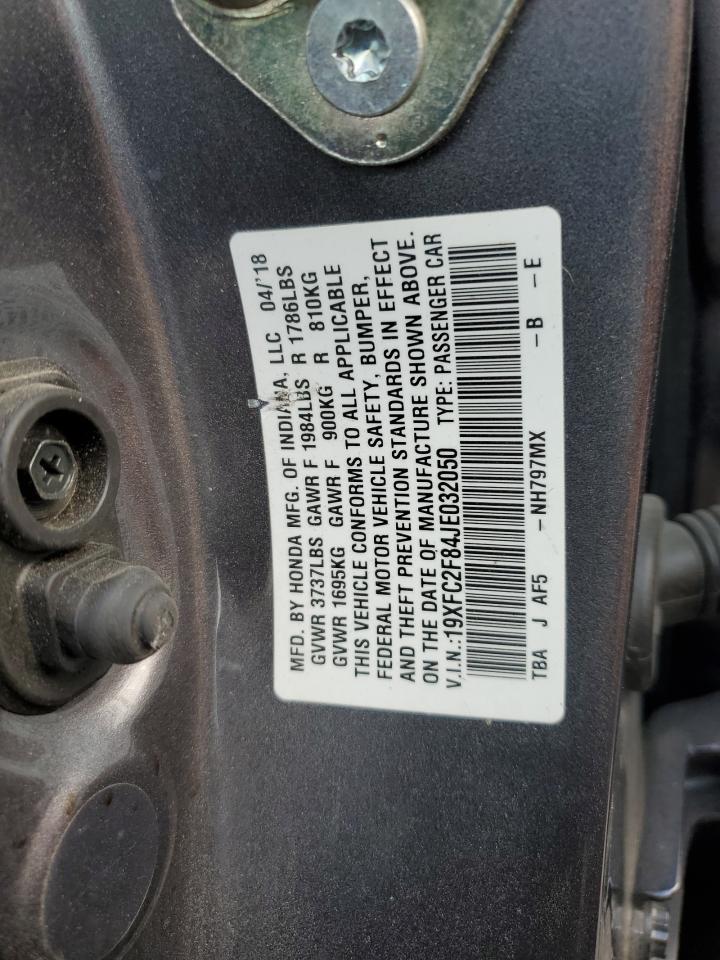 MFD. BY HONDA MFG. OF INDIANA, LLC 04/'18
GVWR 3737LBS GAWR F 1984LBS R 1786LBS
GVWR 1695KG GAWR F 900KG R 810KG
THIS VEHICLE CONFORMS TO ALL APPLICABLE
FEDERAL MOTOR VEHICLE SAFETY, BUMPER,
AND THEFT PREVENTION STANDARDS IN EFFECT
ON THE DATE OF MANUFACTURE SHOWN ABOVE.
V.I.N.:19XFC2F84JE032050 TYPE: PASSENGER CAR
TBA J AF5 -NH797MX -B -E